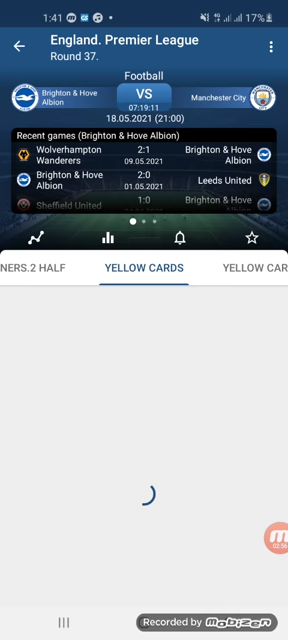 1:41
17%
England. Premier League
Round 37.
Football
Brighton & Hove Albion
VS
07:19:11
Manchester City
18.05.2021 (21:00)
Recent games (Brighton & Hove Albion)
Wolverhampton Wanderers 2:1 09.05.2021 Brighton & Hove Albion
Brighton & Hove Albion 2:0 01.05.2021 Leeds United
Sheffield United 1:0 Brighton & Hove
NERS.2 HALF YELLOW CARDS YELLOW CAR
02:56
Recorded by Mobizen